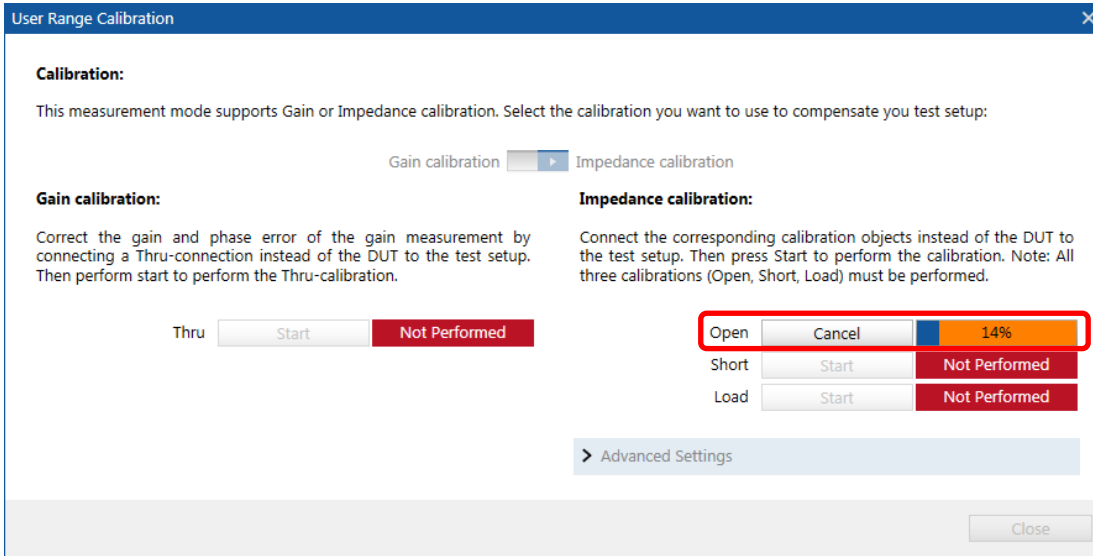 User Range Calibration
Calibration:
This measurement mode supports Gain or Impedance calibration. Select the calibration you want to use to compensate you test setup:
Gain calibration Impedance calibration
Gain calibration:
Correct the gain and phase error of the gain measurement by
connecting a Thru-connection instead of the DUT to the test setup.
Then perform start to perform the Thru-calibration.
Thru Start Not Performed
Impedance calibration:
Connect the corresponding calibration objects instead of the DUT to
the test setup. Then press Start to perform the calibration. Note: All
three calibrations (Open, Short, Load) must be performed.
Open Cancel 14%
Short Start Not Performed
Load Start Not Performed
Advanced Settings
Close